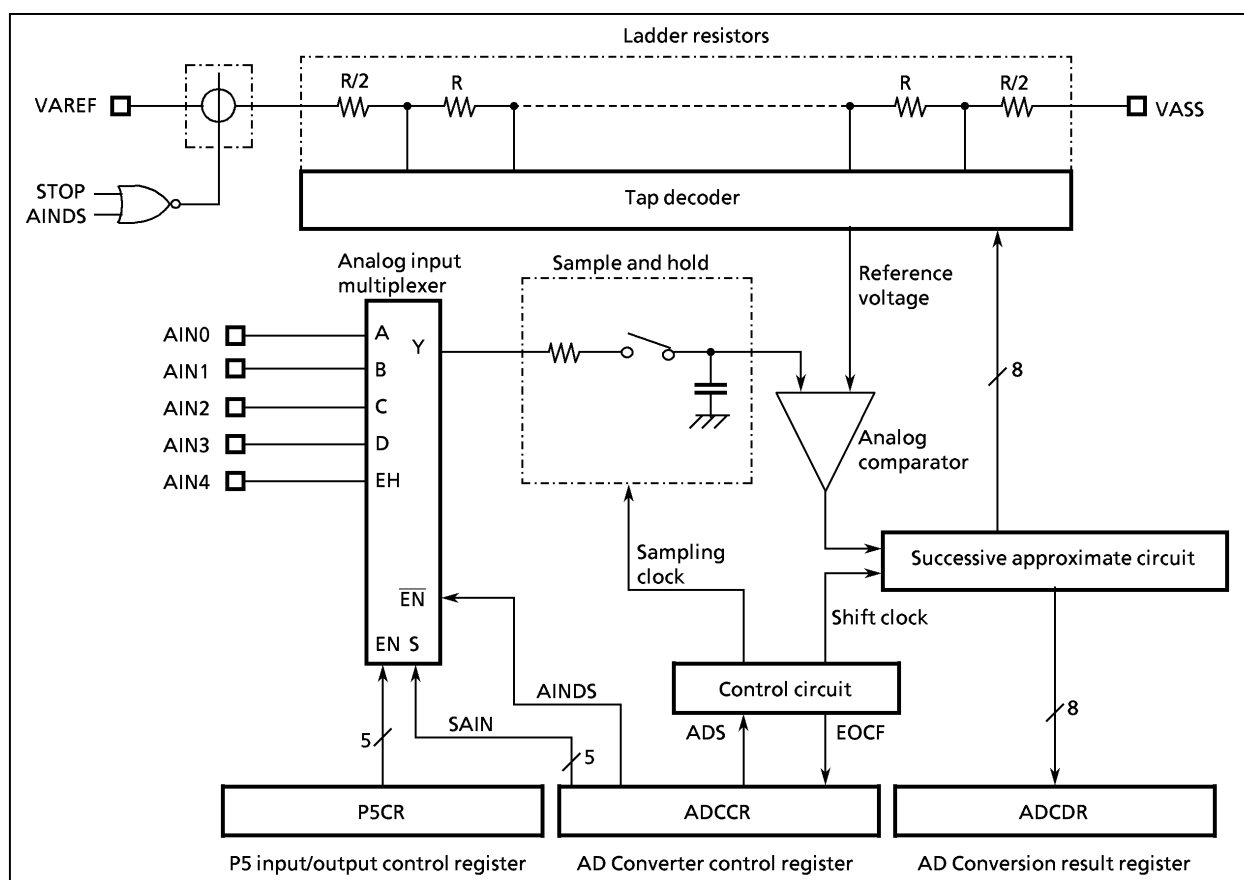 Ladder resistors
R/2
R
R
R/2
VAREF
VASS
STOP
AINDS
Tap decoder
Analog input
multiplexer
Sample and hold
Reference
voltage
AIN0
AIN1
AIN2
AIN3
AIN4
A
B
C
D
EH
Y
8
Analog
comparator
Sampling
clock
Successive approximate circuit
EN
EN S
Shift clock
Control circuit
AINDS
SAIN
ADS
EOCF
8
5
5
P5CR
ADCCR
ADCDR
P5 input/output control register
AD Converter control register
AD Conversion result register